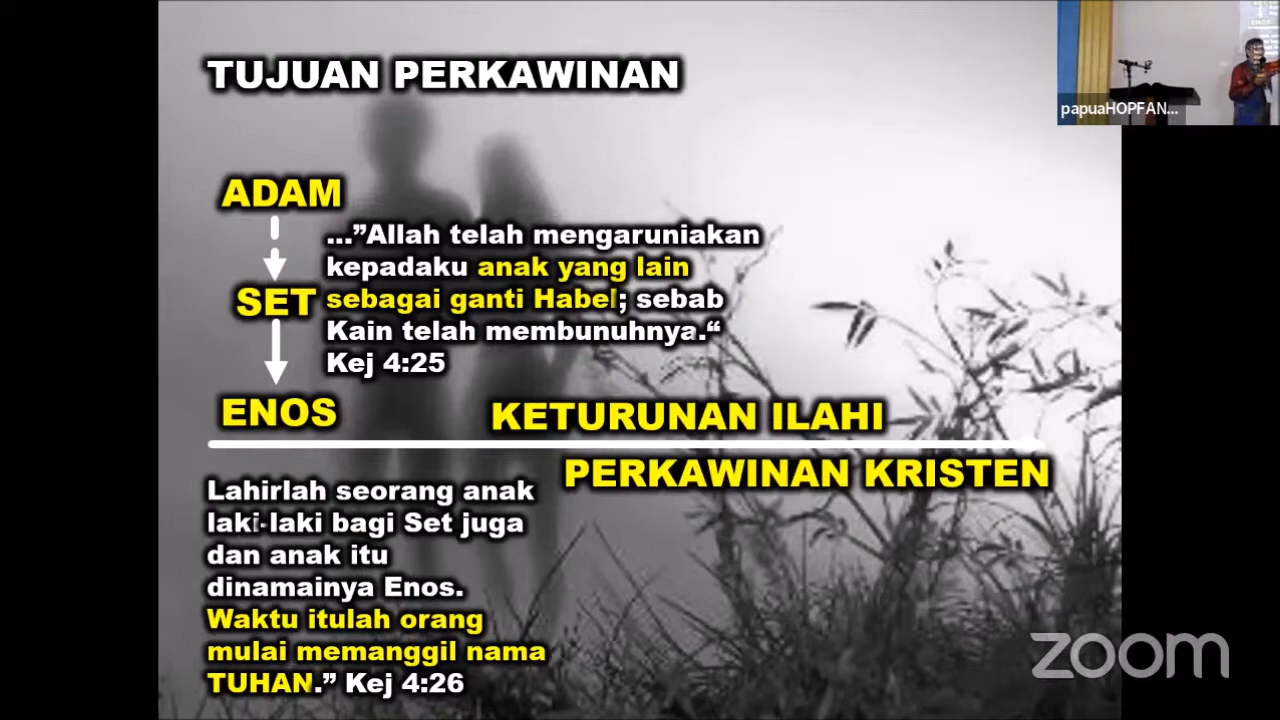 TUJUAN PERKAWINAN
papuaHOPFAN...
ADAM
..."Allah telah mengaruniakan
kepadaku anak yang lain
SET sebagai ganti Habel; sebab
Kain telah membunuhnya.“
Kej 4:25
ENOS
KETURUNAN ILAHI
PERKAWINAN KRISTEN
Lahirlah seorang anak
laki-laki bagi Set juga
dan anak itu
dinamainya Enos.
Waktu itulah orang
mulai memanggil nama
TUHAN.” Kej 4:26
zoom